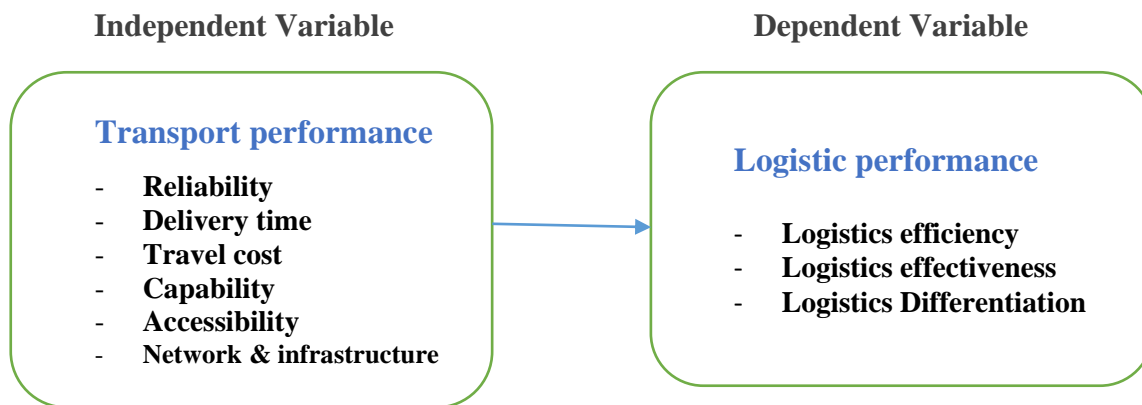 Independent Variable
Dependent Variable
Transport performance
- Reliability
- Delivery time
- Travel cost
- Capability
- Accessibility
- Network & infrastructure
Logistic performance
- Logistics efficiency
- Logistics effectiveness
- Logistics Differentiation